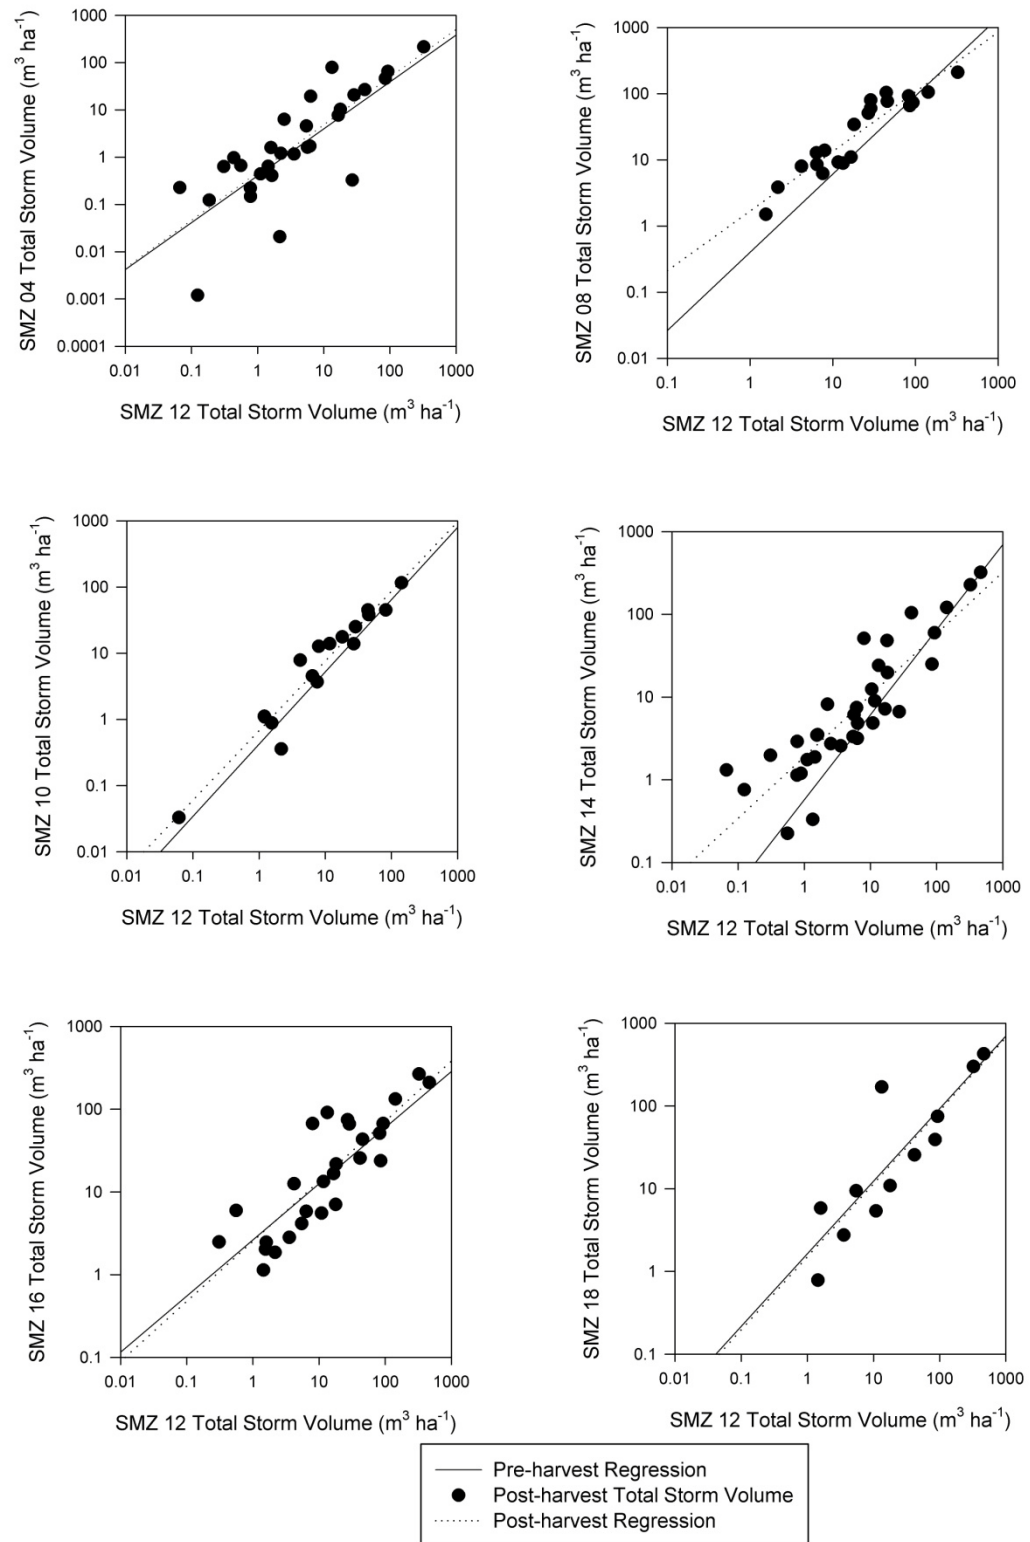 1000
100
10
1
0.1
0.01
0.001
0.0001
SMZ 04 Total Storm Volume (m³ ha⁻¹)
0.01 0.1 1 10 100 1000
SMZ 12 Total Storm Volume (m³ ha⁻¹)
1000
100
10
1
0.1
0.01
SMZ 08 Total Storm Volume (m³ ha⁻¹)
0.1 1 10 100 1000
SMZ 12 Total Storm Volume (m³ ha⁻¹)
1000
100
10
1
0.1
0.01
SMZ 10 Total Storm Volume (m³ ha⁻¹)
0.01 0.1 1 10 100 1000
SMZ 12 Total Storm Volume (m³ ha⁻¹)
1000
100
10
1
0.1
SMZ 14 Total Storm Volume (m³ ha⁻¹)
0.01 0.1 1 10 100 1000
SMZ 12 Total Storm Volume (m³ ha⁻¹)
1000
100
10
1
0.1
SMZ 16 Total Storm Volume (m³ ha⁻¹)
0.01 0.1 1 10 100 1000
SMZ 12 Total Storm Volume (m³ ha⁻¹)
1000
100
10
1
0.1
SMZ 18 Total Storm Volume (m³ ha⁻¹)
0.01 0.1 1 10 100 1000
SMZ 12 Total Storm Volume (m³ ha⁻¹)
Pre-harvest Regression
Post-harvest Total Storm Volume
Post-harvest Regression